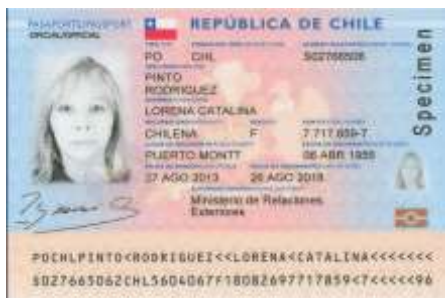 PASAPORTE/PASSPORT
OFICIAL/OFFICIAL
REPÚBLICA DE CHILE
PO CHL S02766506
PINTO
RODRIGUEZ
LORENA CATALINA
CHILENA F 7.717.859-7
PUERTO MONTT 06 ABR 1956
27 AGO 2013 26 AGO 2018
Ministerio de Relaciones
Exteriores
Specimen
POCHLPINTO<RODRIGUEZ<<LORENA<CATALINA<<<<<<<
S027665062CHL5604067F18082697717859<7<<<<<96